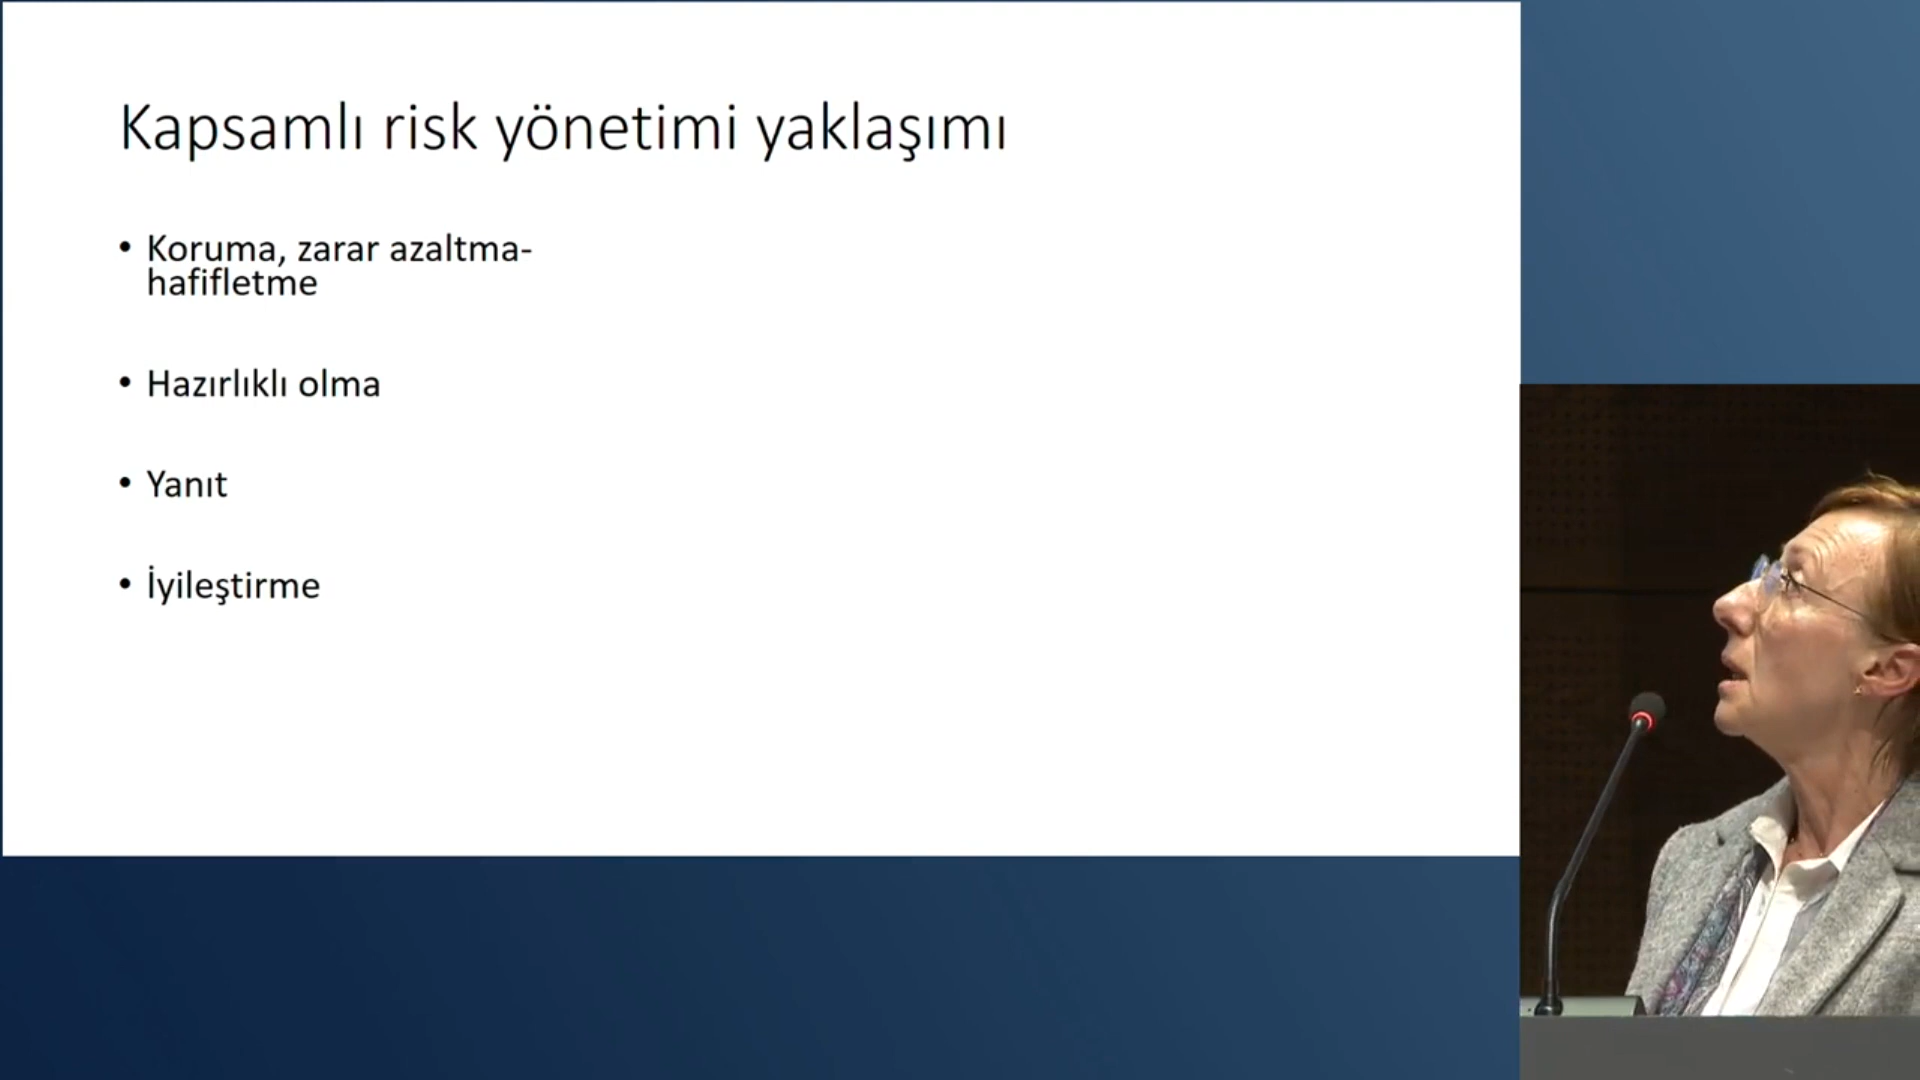 Kapsamlı risk yönetimi yaklaşımı
• Koruma, zarar azaltma-
hafifletme
• Hazırlıklı olma
• Yanıt
• İyileştirme